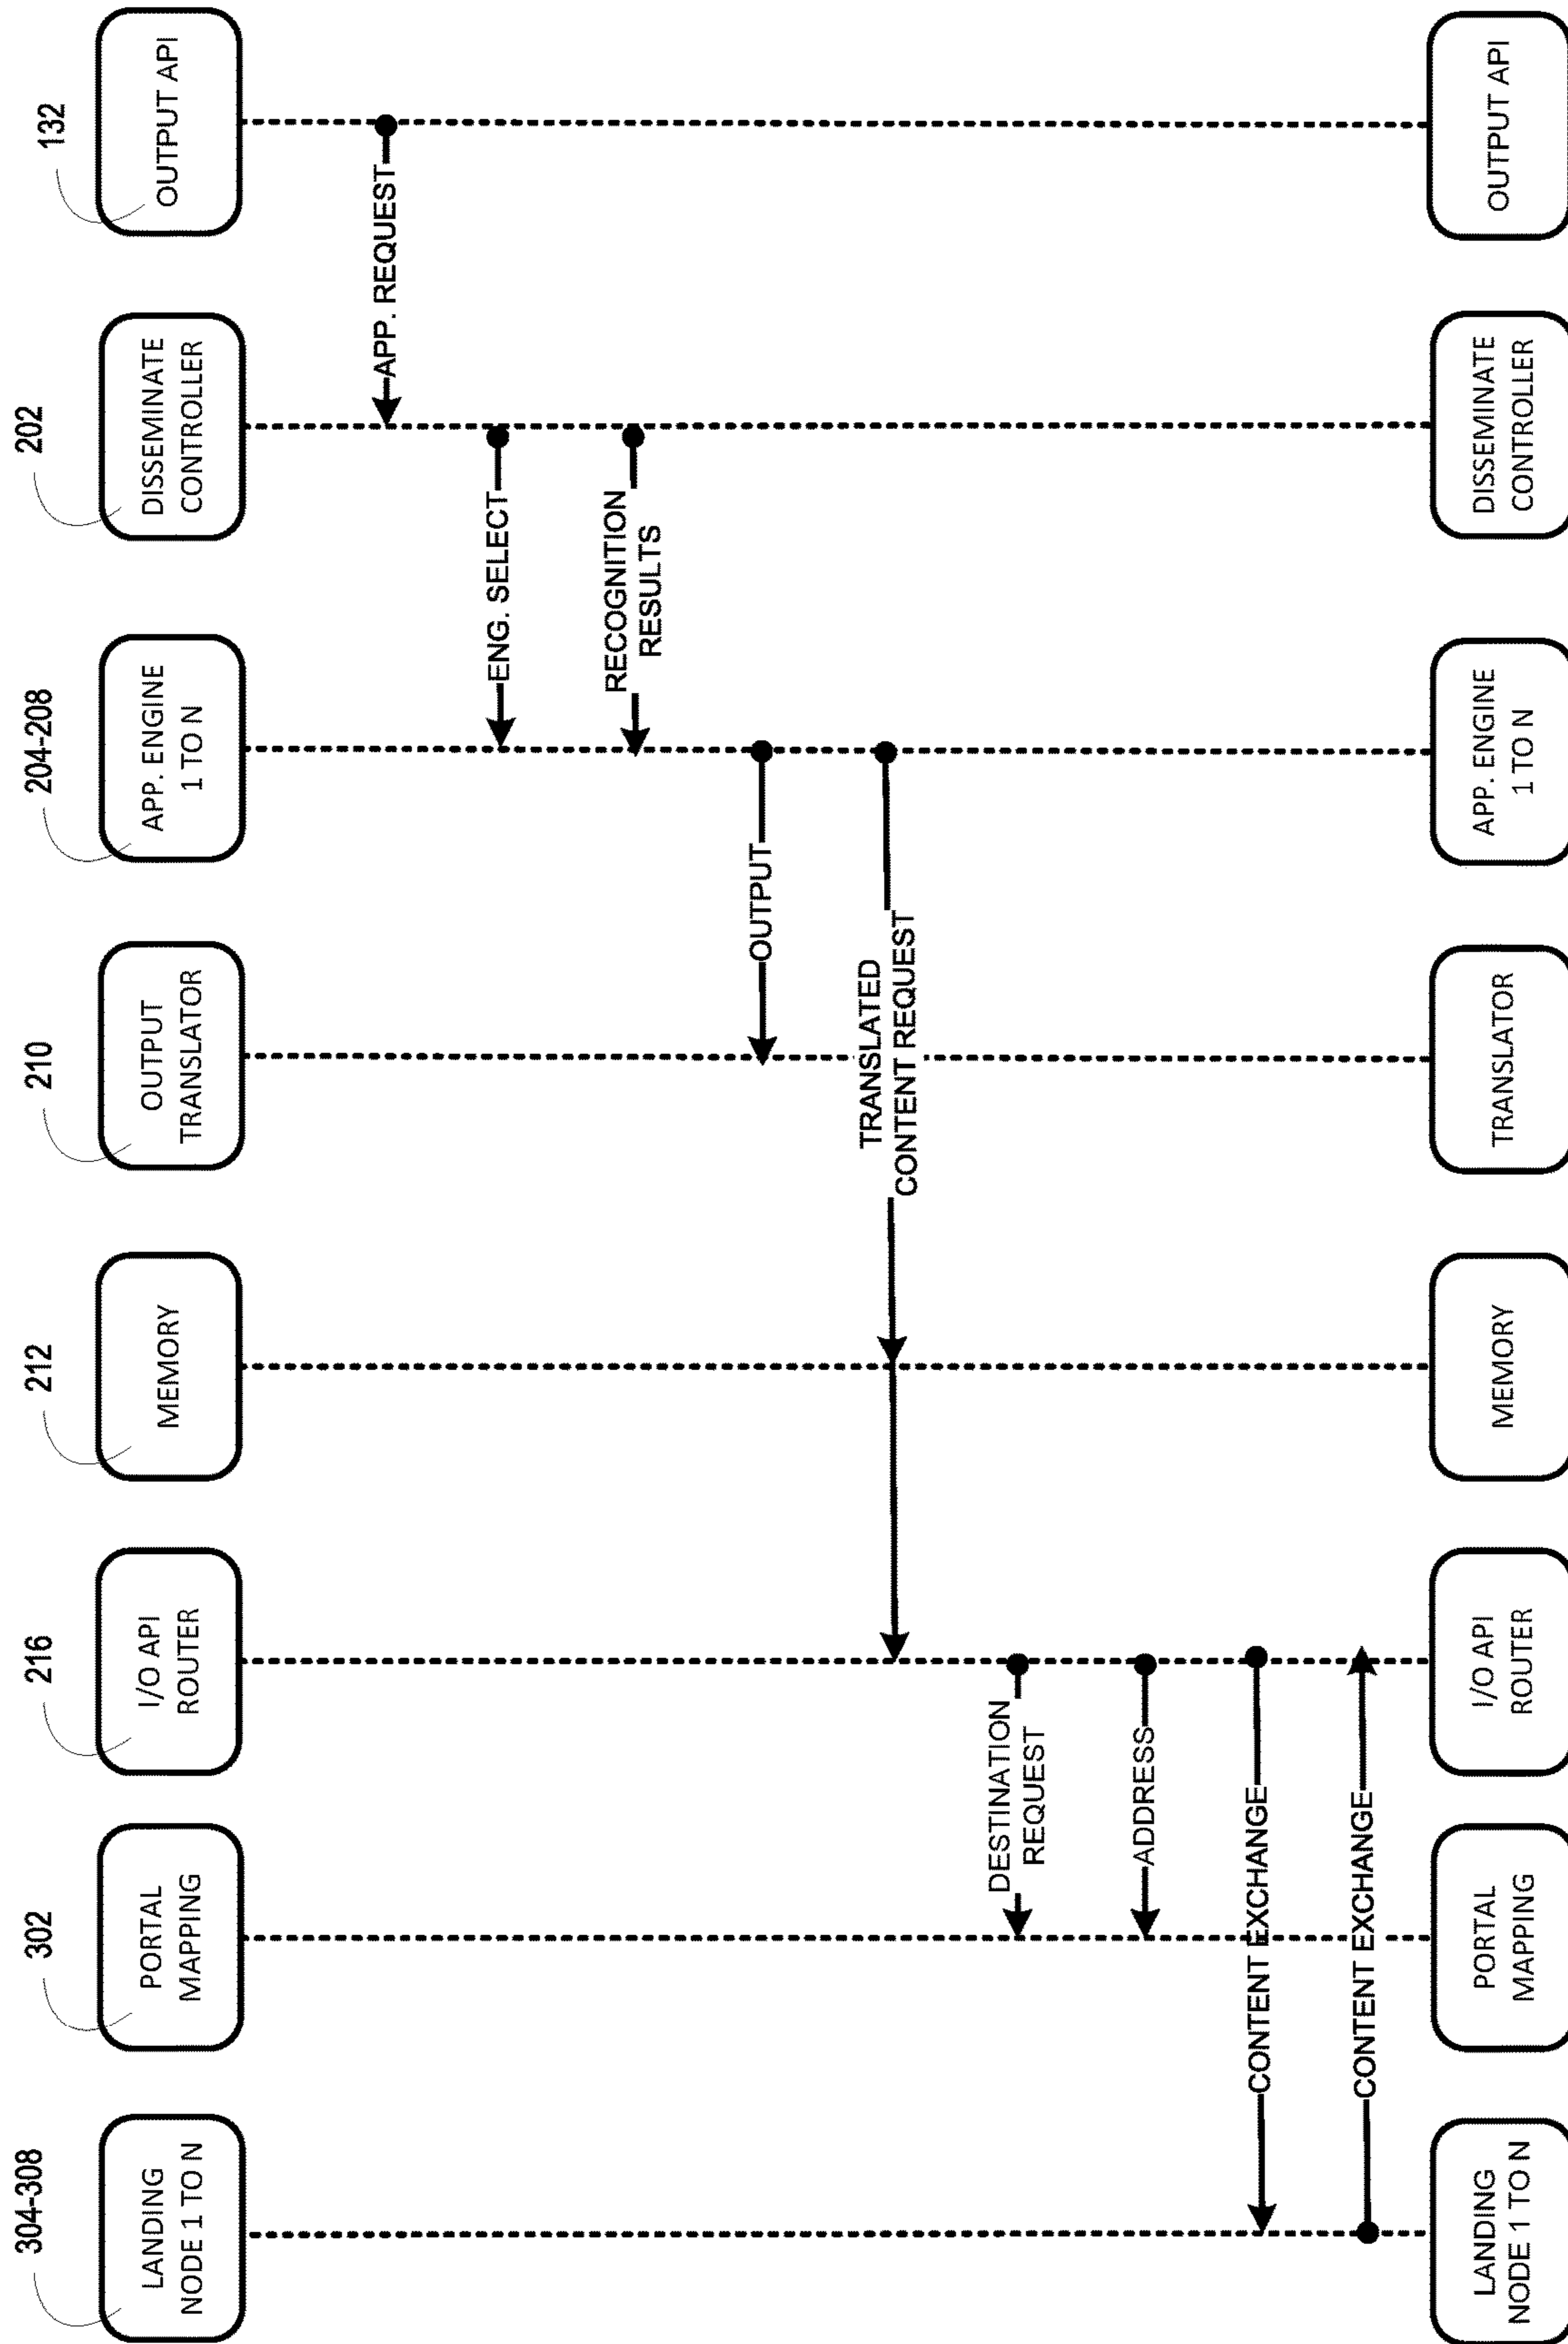 304-308
302
216
212
210
204-208
202
132
LANDING
NODE 1 TO N
PORTAL
MAPPING
I/O API
ROUTER
MEMORY
OUTPUT
TRANSLATOR
APP. ENGINE
1 TO N
DISSEMINATE
CONTROLLER
OUTPUT API
APP. REQUEST
ENG. SELECT
RECOGNITION
RESULTS
OUTPUT
TRANSLATED
CONTENT REQUEST
DESTINATION
REQUEST
ADDRESS
CONTENT EXCHANGE
CONTENT EXCHANGE
LANDING
NODE 1 TO N
PORTAL
MAPPING
I/O API
ROUTER
MEMORY
TRANSLATOR
APP. ENGINE
1 TO N
DISSEMINATE
CONTROLLER
OUTPUT API